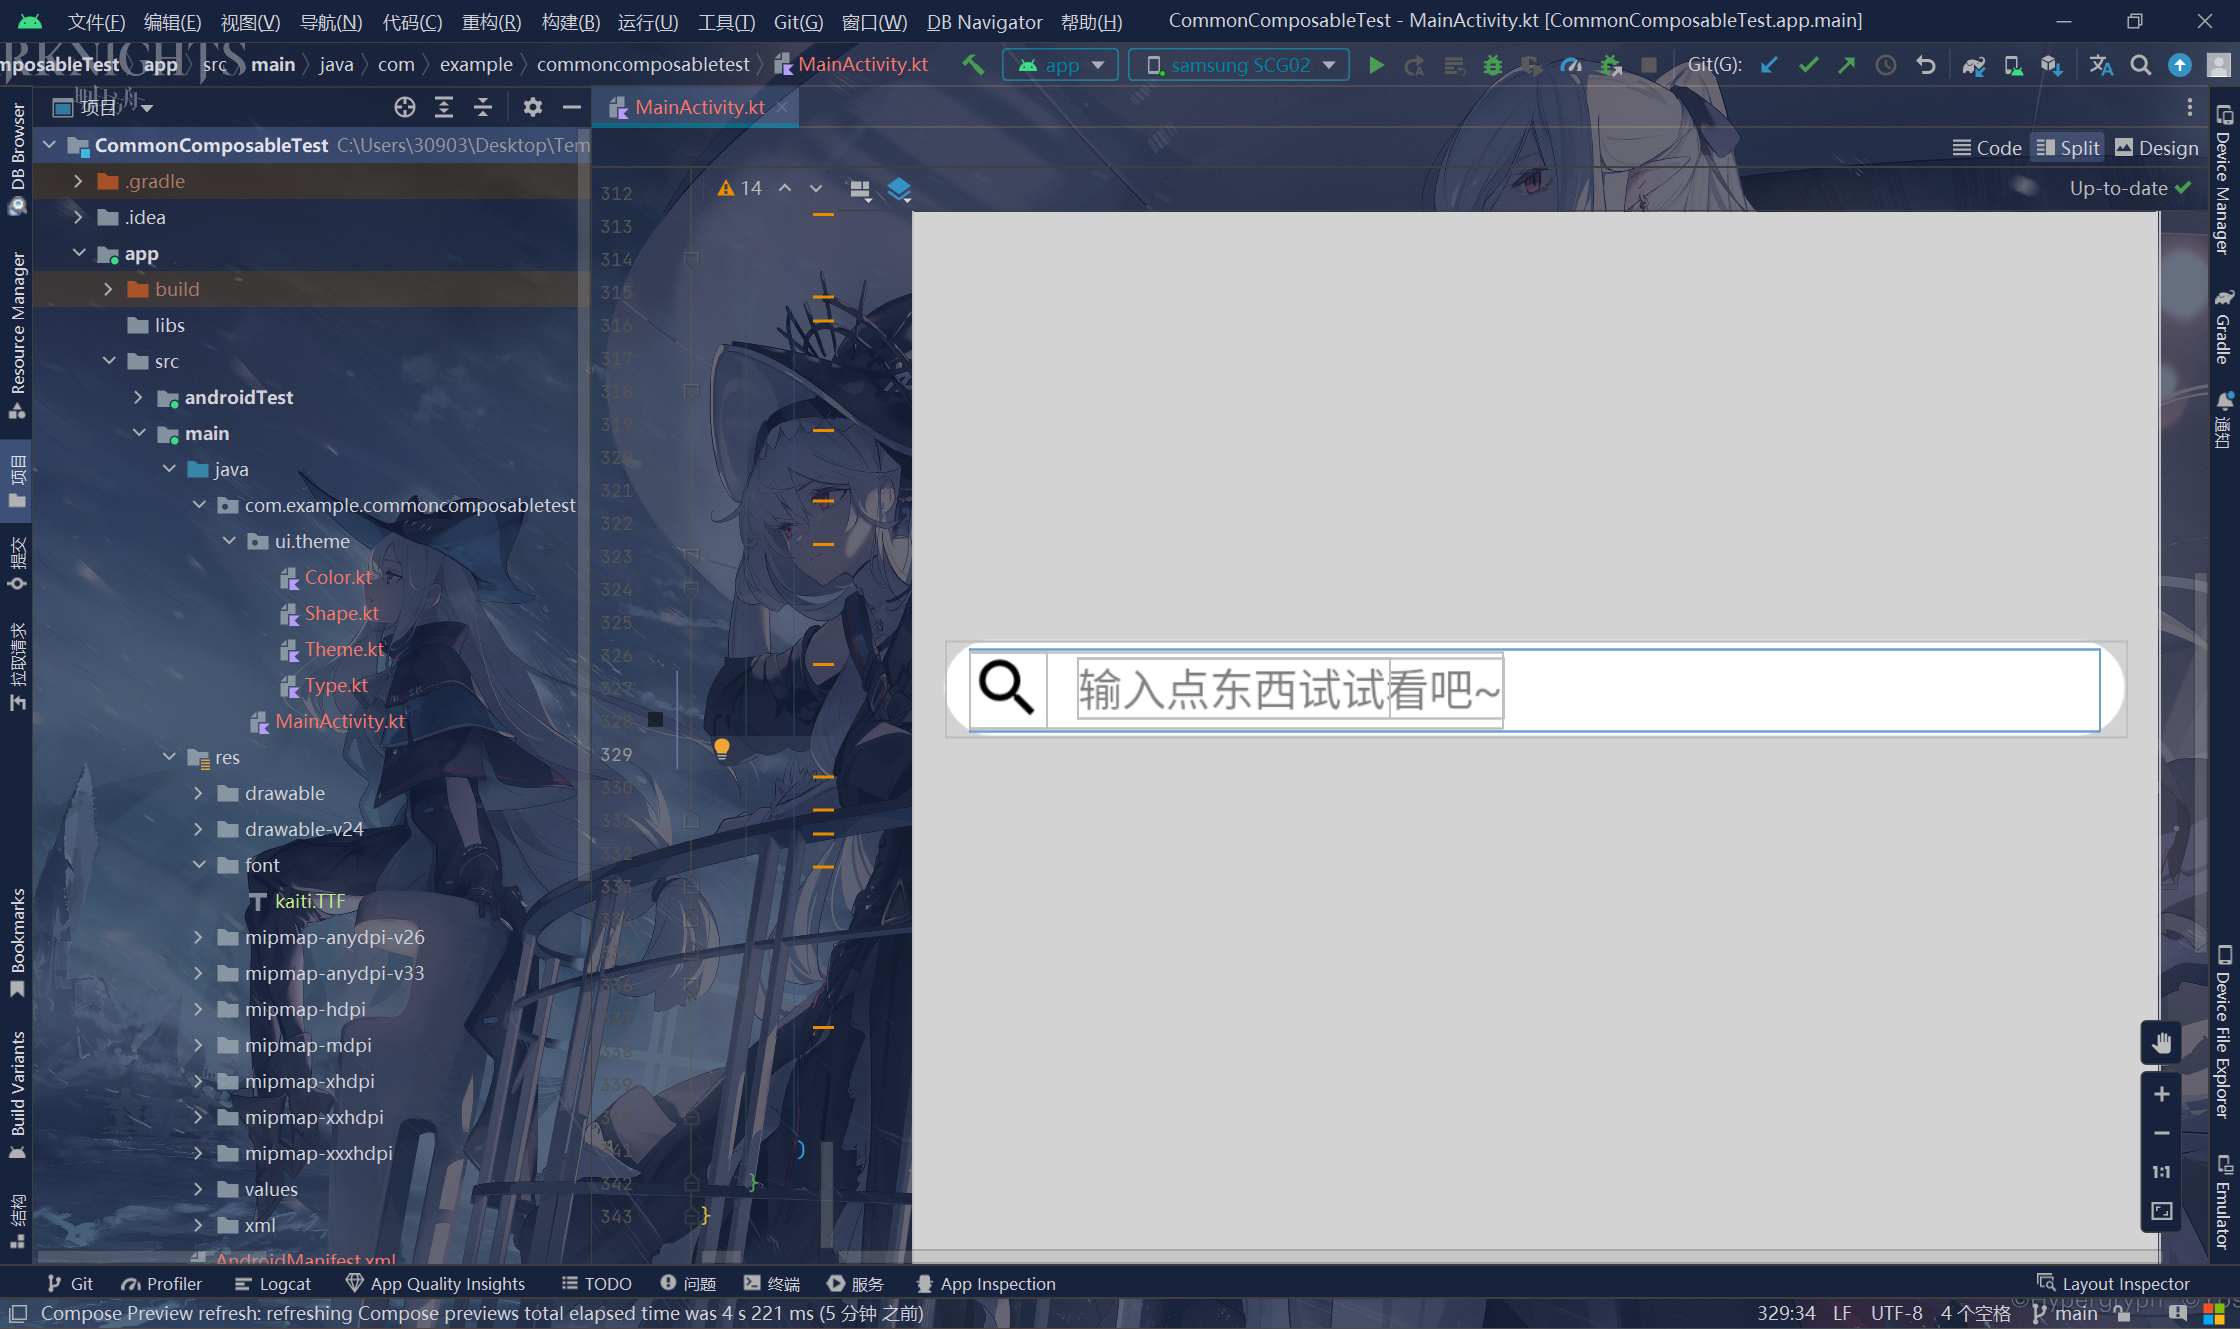 文件(F) 编辑(E) 视图(V) 导航(N) 代码(C) 重构(R) 构建(B) 运行(U) 工具(T) Git(G) 窗口(W) DB Navigator 帮助(H) CommonComposableTest - MainActivity.kt [CommonComposableTest.app.main]
mposableTest app src main java com example commoncomposabletest MainActivity.kt app samsung SCG02 Git(G):
项目 MainActivity.kt
CommonComposableTest C:\Users\30903\Desktop\Tem
Code Split Design
.gradle
14 Up-to-date
.idea
app
build
libs
src
androidTest
main
java
com.example.commoncomposabletest
ui.theme
Color.kt
Shape.kt
Theme.kt
Type.kt
MainActivity.kt
res
drawable
drawable-v24
font
kaiti.TTF
mipmap-anydpi-v26
mipmap-anydpi-v33
mipmap-hdpi
mipmap-mdpi
mipmap-xhdpi
mipmap-xxhdpi
mipmap-xxxhdpi
values
xml
AndroidManifest.xml
312
313
314
315
316
317
318
319
320
321
322
323
324
325
326
327
328
329
330
331
332
333
334
335
336
337
338
339
340
341 )
342 }
343 }
输入点东西试试看吧~
1:1
DB Browser
Resource Manager
项目
提交
拉取请求
Bookmarks
Build Variants
结构
Device Manager
Gradle
通知
Device File Explorer
Emulator
Git Profiler Logcat App Quality Insights TODO 问题 终端 服务 App Inspection Layout Inspector
Compose Preview refresh: refreshing Compose previews total elapsed time was 4 s 221 ms (5 分钟 之前) 329:34 LF UTF-8 4 个空格 main